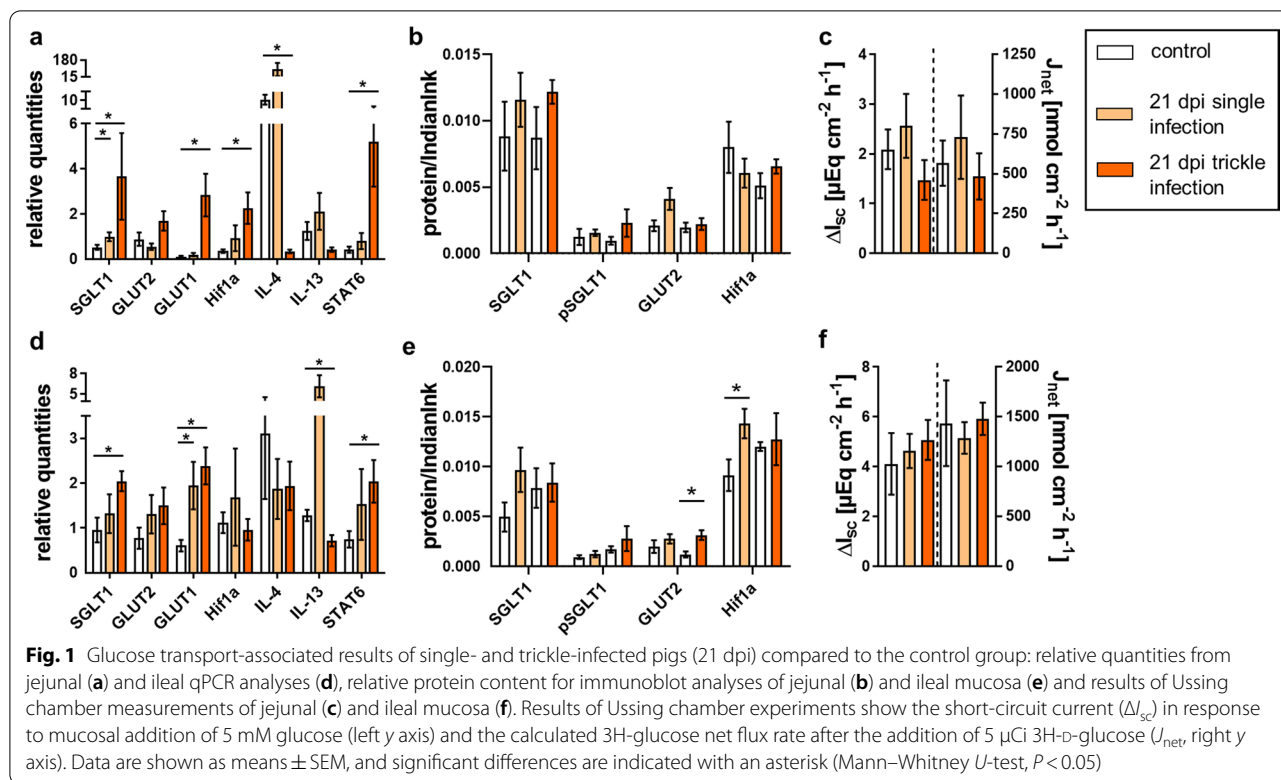 a
relative quantities
180
15
10
6
4
2
0
*
*
*
*
*
*
SGLT1
GLUT2
GLUT1
Hif1a
IL-4
IL-13
STAT6
b
protein/IndianInk
0.015
0.010
0.005
0.000
SGLT1
pSGLT1
GLUT2
Hif1a
c
ΔIsc [µEq cm-2 h-1]
4
3
2
1
0
1250
1000
750
500
250
0
Jnet [nmol cm-2 h-1]
control
21 dpi single
infection
21 dpi trickle
infection
d
relative quantities
8
5
3
2
1
0
*
*
*
*
*
SGLT1
GLUT2
GLUT1
Hif1a
IL-4
IL-13
STAT6
e
protein/IndianInk
0.020
0.015
0.010
0.005
0.000
*
*
SGLT1
pSGLT1
GLUT2
Hif1a
f
ΔIsc [µEq cm-2 h-1]
8
6
4
2
0
2000
1500
1000
500
0
Jnet [nmol cm-2 h-1]
Fig. 1 Glucose transport-associated results of single- and trickle-infected pigs (21 dpi) compared to the control group: relative quantities from
jejunal (a) and ileal qPCR analyses (d), relative protein content for immunoblot analyses of jejunal (b) and ileal mucosa (e) and results of Ussing
chamber measurements of jejunal (c) and ileal mucosa (f). Results of Ussing chamber experiments show the short-circuit current (ΔIsc) in response
to mucosal addition of 5 mM glucose (left y axis) and the calculated 3H-glucose net flux rate after the addition of 5 µCi 3H-D-glucose (Jnet, right y
axis). Data are shown as means ± SEM, and significant differences are indicated with an asterisk (Mann–Whitney U-test, P < 0.05)